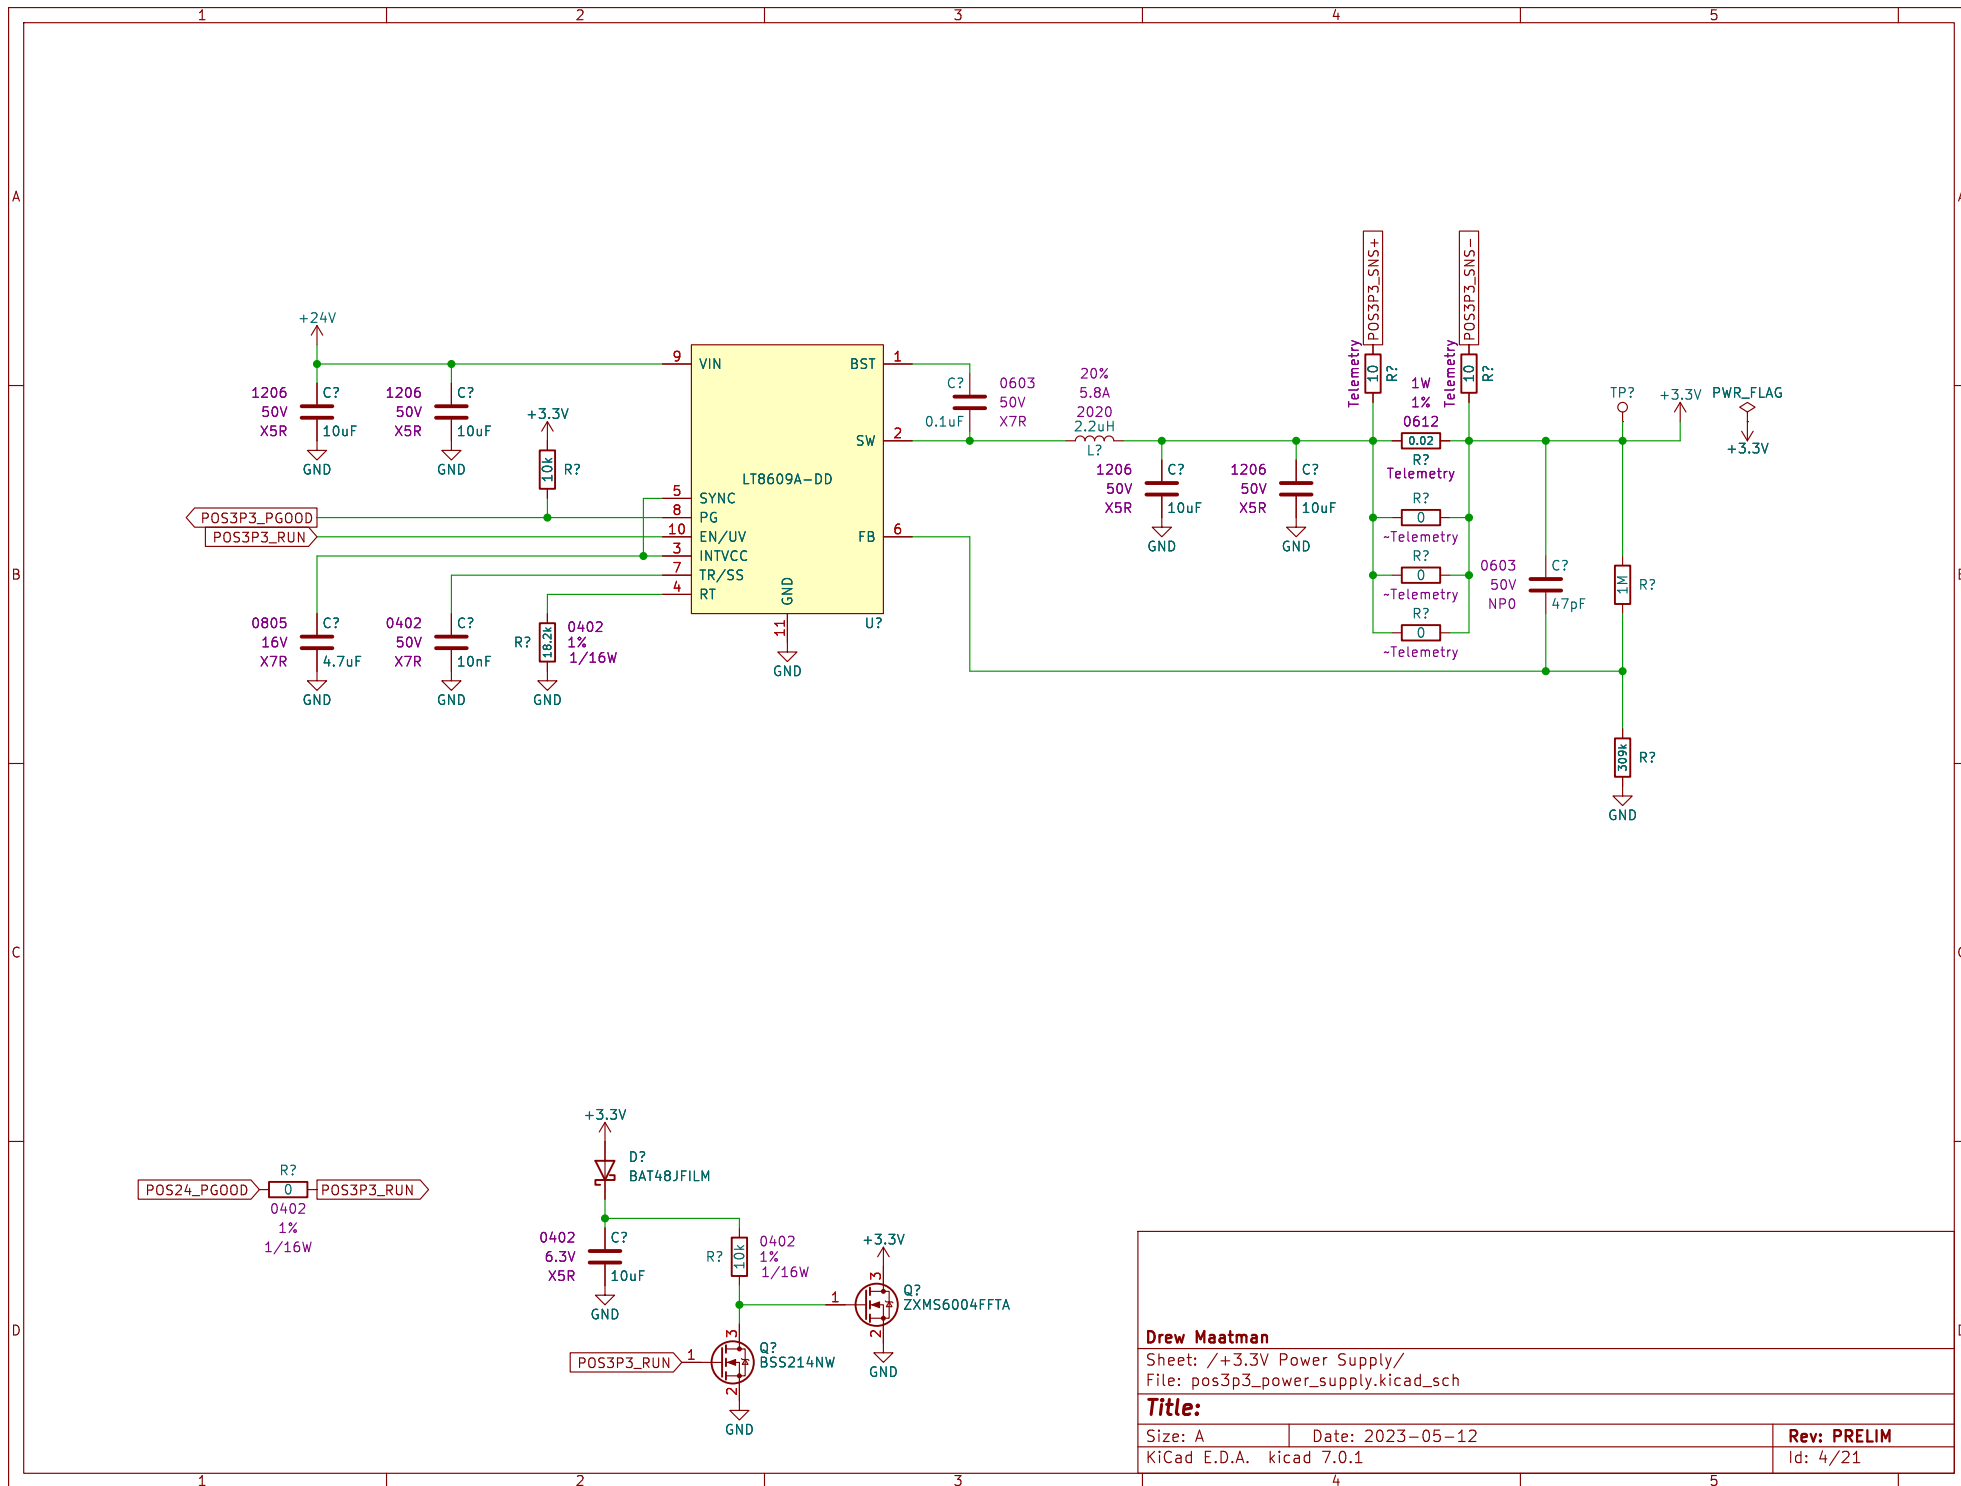 1 2 3 4 5
A
A
POS3P3_SNS+
POS3P3_SNS-
+24V
9 VIN
BST 1
1206
50V
X5R
C?
10uF
GND
1206
50V
X5R
C?
10uF
GND
+3.3V
10k
R?
C?
0.1uF
0603
50V
X7R
SW 2
20%
5.8A
2020
2.2uH
L?
LT8609A-DD
Telemetry
10
R?
Telemetry
10
R?
1W
1%
0612
0.02
R?
Telemetry
TP?
+3.3V
PWR_FLAG
+3.3V
1206
50V
X5R
C?
10uF
GND
1206
50V
X5R
C?
10uF
GND
5 SYNC
POS3P3_PGOOD
8 PG
POS3P3_RUN
10 EN/UV
3 INTVCC
7 TR/SS
4 RT
FB 6
GND
11
U?
GND
R?
0
~Telemetry
R?
0
~Telemetry
R?
0
~Telemetry
0603
50V
NP0
C?
47pF
1M
R?
B
0805
16V
X7R
C?
4.7uF
GND
0402
50V
X7R
C?
10nF
GND
R?
18.2k
0402
1%
1/16W
GND
309k
R?
GND
C
+3.3V
D?
BAT48JFILM
POS24_PGOOD
R?
0
POS3P3_RUN
0402
1%
1/16W
0402
6.3V
X5R
C?
10uF
GND
R?
10k
0402
1%
1/16W
+3.3V
3
1
Q?
ZXMS6004FFTA
2
GND
POS3P3_RUN
1
3
Q?
BSS214NW
2
GND
D
Drew Maatman
Sheet: /+3.3V Power Supply/
File: pos3p3_power_supply.kicad_sch
Title:
Size: A
Date: 2023-05-12
Rev: PRELIM
KiCad E.D.A. kicad 7.0.1
Id: 4/21
1 2 3 4 5